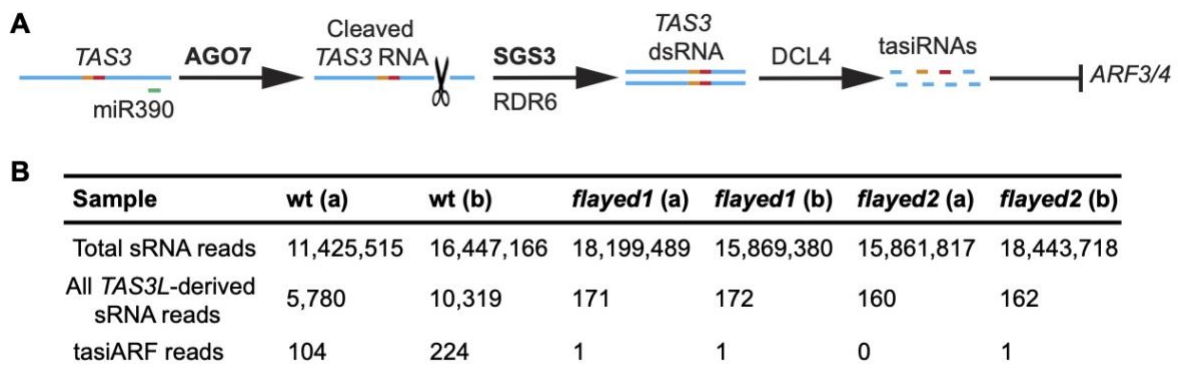 A
TAS3
miR390
AGO7
Cleaved
TAS3 RNA
SGS3
RDR6
TAS3
dsRNA
DCL4
tasiRNAs
ARF3/4
B
Sample wt (a) wt (b) flayed1 (a) flayed1 (b) flayed2 (a) flayed2 (b)
Total sRNA reads 11,425,515 16,447,166 18,199,489 15,869,380 15,861,817 18,443,718
All TAS3L-derived
sRNA reads 5,780 10,319 171 172 160 162
tasiARF reads 104 224 1 1 0 1